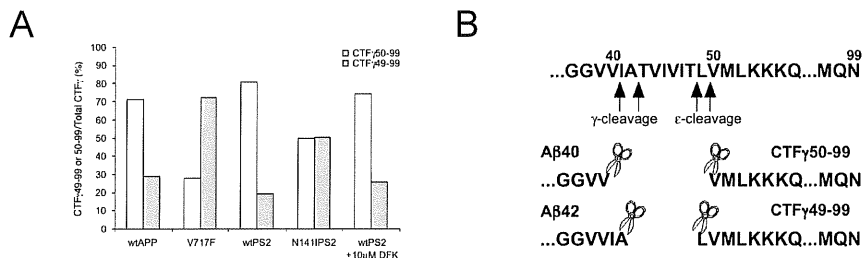 A
CTFγ49-99 or 50-99/Total CTFγ (%)
100
90
80
70
60
50
40
30
20
10
0
CTFγ50-99
CTFγ49-99
wtAPP
V717F
wtPS2
N141IPS2
wtPS2
+10μM DFK
B
40 50 99
...GGVVIATVIVITLVMLKKKQ...MQN
γ-cleavage ε-cleavage
Aβ40 CTFγ50-99
...GGVV VMLKKKQ...MQN
Aβ42 CTFγ49-99
...GGVVIA LVMLKKKQ...MQN